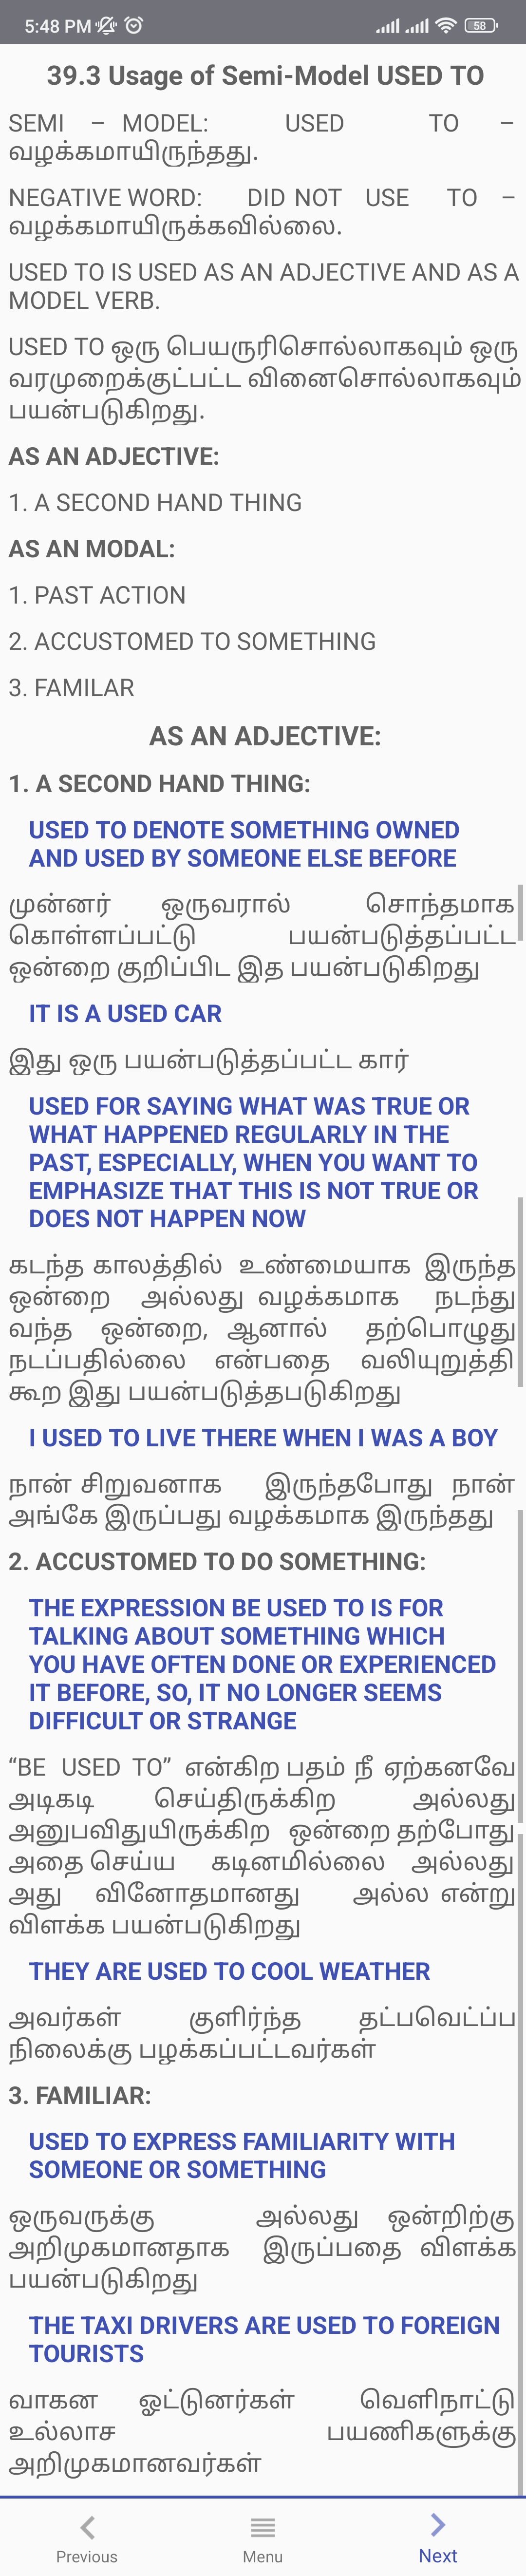 5:48 PM
58
39.3 Usage of Semi-Model USED TO
SEMI – MODEL: USED TO –
வழக்கமாயிருந்தது.
NEGATIVE WORD: DID NOT USE TO –
வழக்கமாயிருக்கவில்லை.
USED TO IS USED AS AN ADJECTIVE AND AS A
MODEL VERB.
USED TO ஒரு பெயருரிசொல்லாகவும் ஒரு
வரமுறைக்குட்பட்ட வினைசொல்லாகவும்
பயன்படுகிறது.
AS AN ADJECTIVE:
1. A SECOND HAND THING
AS AN MODAL:
1. PAST ACTION
2. ACCUSTOMED TO SOMETHING
3. FAMILAR
AS AN ADJECTIVE:
1. A SECOND HAND THING:
USED TO DENOTE SOMETHING OWNED
AND USED BY SOMEONE ELSE BEFORE
முன்னர் ஒருவரால் சொந்தமாக
கொள்ளப்பட்டு பயன்படுத்தப்பட்ட
ஒன்றை குறிப்பிட இத பயன்படுகிறது
IT IS A USED CAR
இது ஒரு பயன்படுத்தப்பட்ட கார்
USED FOR SAYING WHAT WAS TRUE OR
WHAT HAPPENED REGULARLY IN THE
PAST, ESPECIALLY, WHEN YOU WANT TO
EMPHASIZE THAT THIS IS NOT TRUE OR
DOES NOT HAPPEN NOW
கடந்த காலத்தில் உண்மையாக இருந்த
ஒன்றை அல்லது வழக்கமாக நடந்து
வந்த ஒன்றை, ஆனால் தற்பொழுது
நடப்பதில்லை என்பதை வலியுறுத்தி
கூற இது பயன்படுத்தபடுகிறது
I USED TO LIVE THERE WHEN I WAS A BOY
நான் சிறுவனாக இருந்தபோது நான்
அங்கே இருப்பது வழக்கமாக இருந்தது
2. ACCUSTOMED TO DO SOMETHING:
THE EXPRESSION BE USED TO IS FOR
TALKING ABOUT SOMETHING WHICH
YOU HAVE OFTEN DONE OR EXPERIENCED
IT BEFORE, SO, IT NO LONGER SEEMS
DIFFICULT OR STRANGE
“BE USED TO” என்கிற பதம் நீ ஏற்கனவே
அடிகடி செய்திருக்கிற அல்லது
அனுபவிதுயிருக்கிற ஒன்றை தற்போது
அதை செய்ய கடினமில்லை அல்லது
அது வினோதமானது அல்ல என்று
விளக்க பயன்படுகிறது
THEY ARE USED TO COOL WEATHER
அவர்கள் குளிர்ந்த தட்பவெட்ப்ப
நிலைக்கு பழக்கப்பட்டவர்கள்
3. FAMILIAR:
USED TO EXPRESS FAMILIARITY WITH
SOMEONE OR SOMETHING
ஒருவருக்கு அல்லது ஒன்றிற்கு
அறிமுகமானதாக இருப்பதை விளக்க
பயன்படுகிறது
THE TAXI DRIVERS ARE USED TO FOREIGN
TOURISTS
வாகன ஓட்டுனர்கள் வெளிநாட்டு
உல்லாச பயணிகளுக்கு
அறிமுகமானவர்கள்
Previous Menu Next